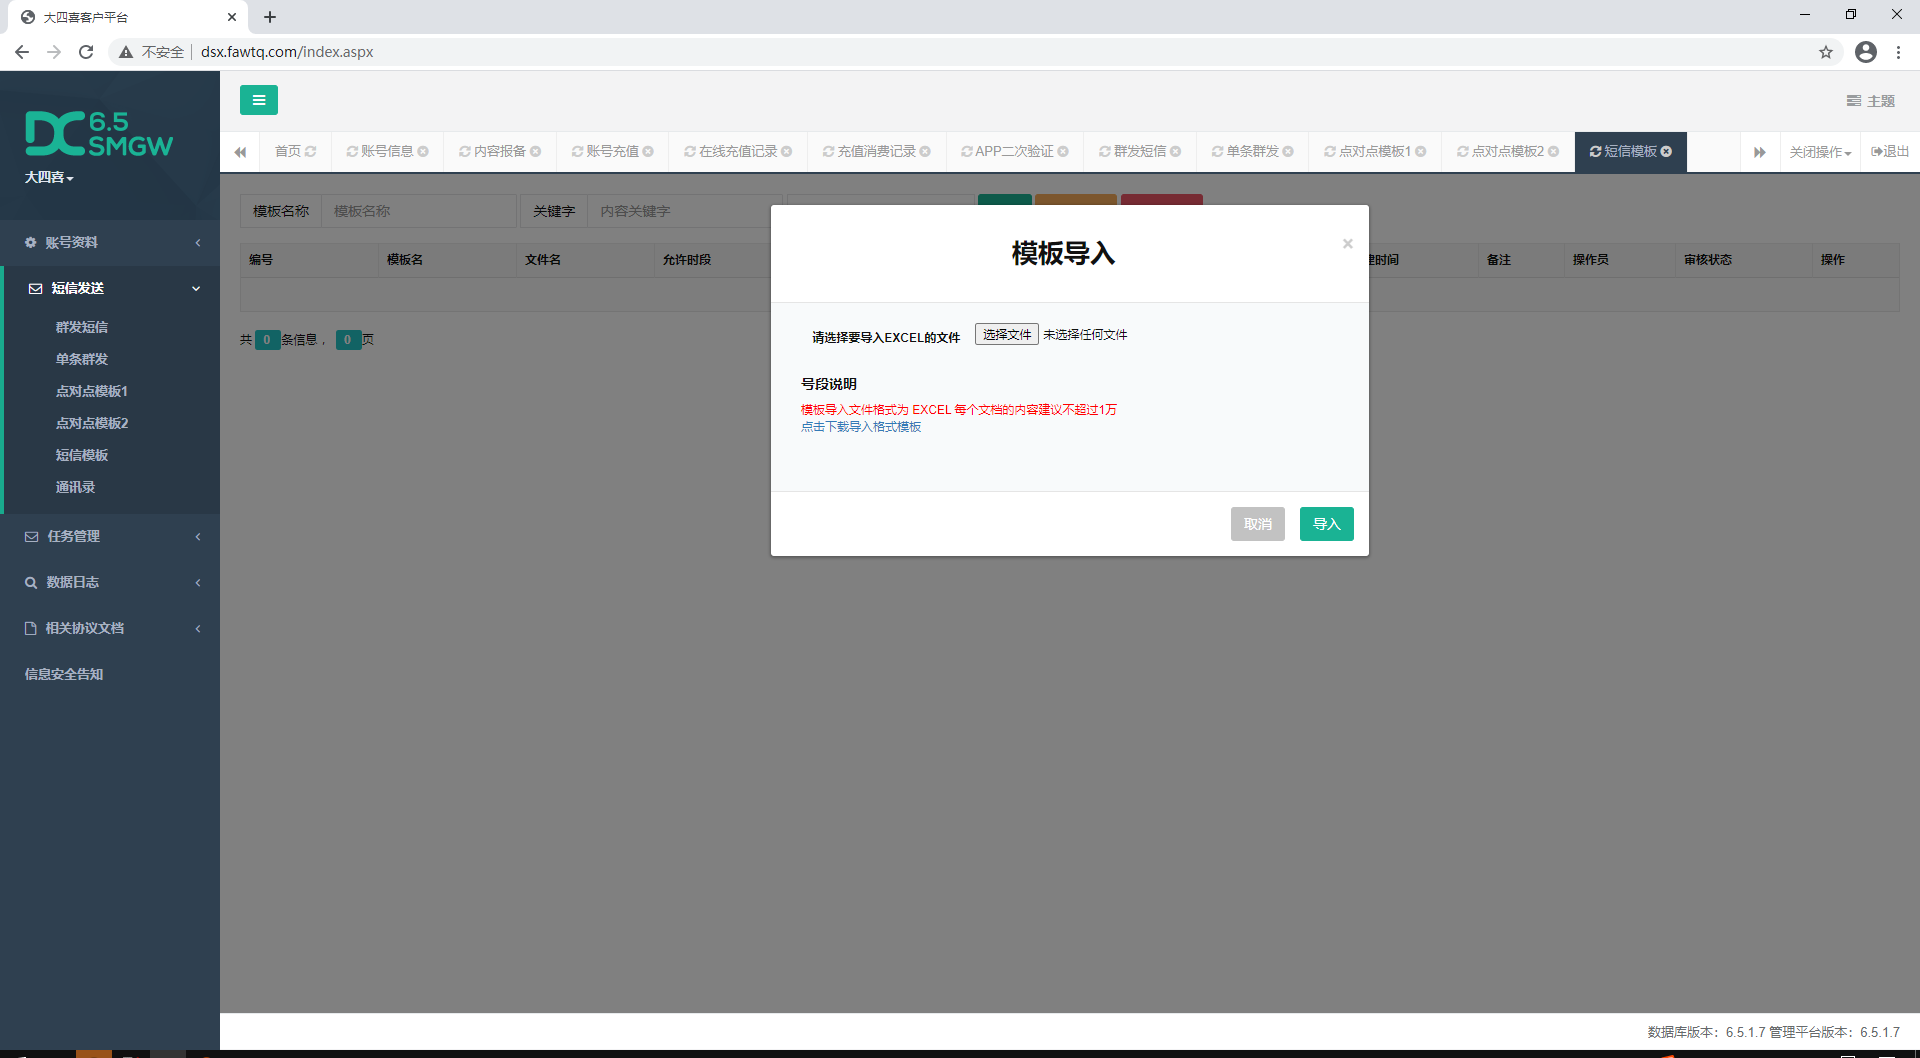 大四喜客户平台
不安全
dsx.fawtq.com/index.aspx
DC 6.5 SMGW
大四喜
主题
首页
账号信息
内容报备
账号充值
在线充值记录
充值消费记录
APP二次验证
群发短信
单条群发
点对点模板1
点对点模板2
短信模板
关闭操作
退出
账号资料
短信发送
群发短信
单条群发
点对点模板1
点对点模板2
短信模板
通讯录
任务管理
数据日志
相关协议文档
信息安全告知
模板名称 模板名称 关键字 内容关键字
编号 模板名 文件名 允许时段 建时间 备注 操作员 审核状态 操作
共 0 条信息， 0 页
模板导入
×
请选择要导入EXCEL的文件 选择文件 未选择任何文件
号段说明
模板导入文件格式为 EXCEL 每个文档的内容建议不超过1万
点击下载导入格式模板
取消 导入
数据库版本：6.5.1.7 管理平台版本：6.5.1.7